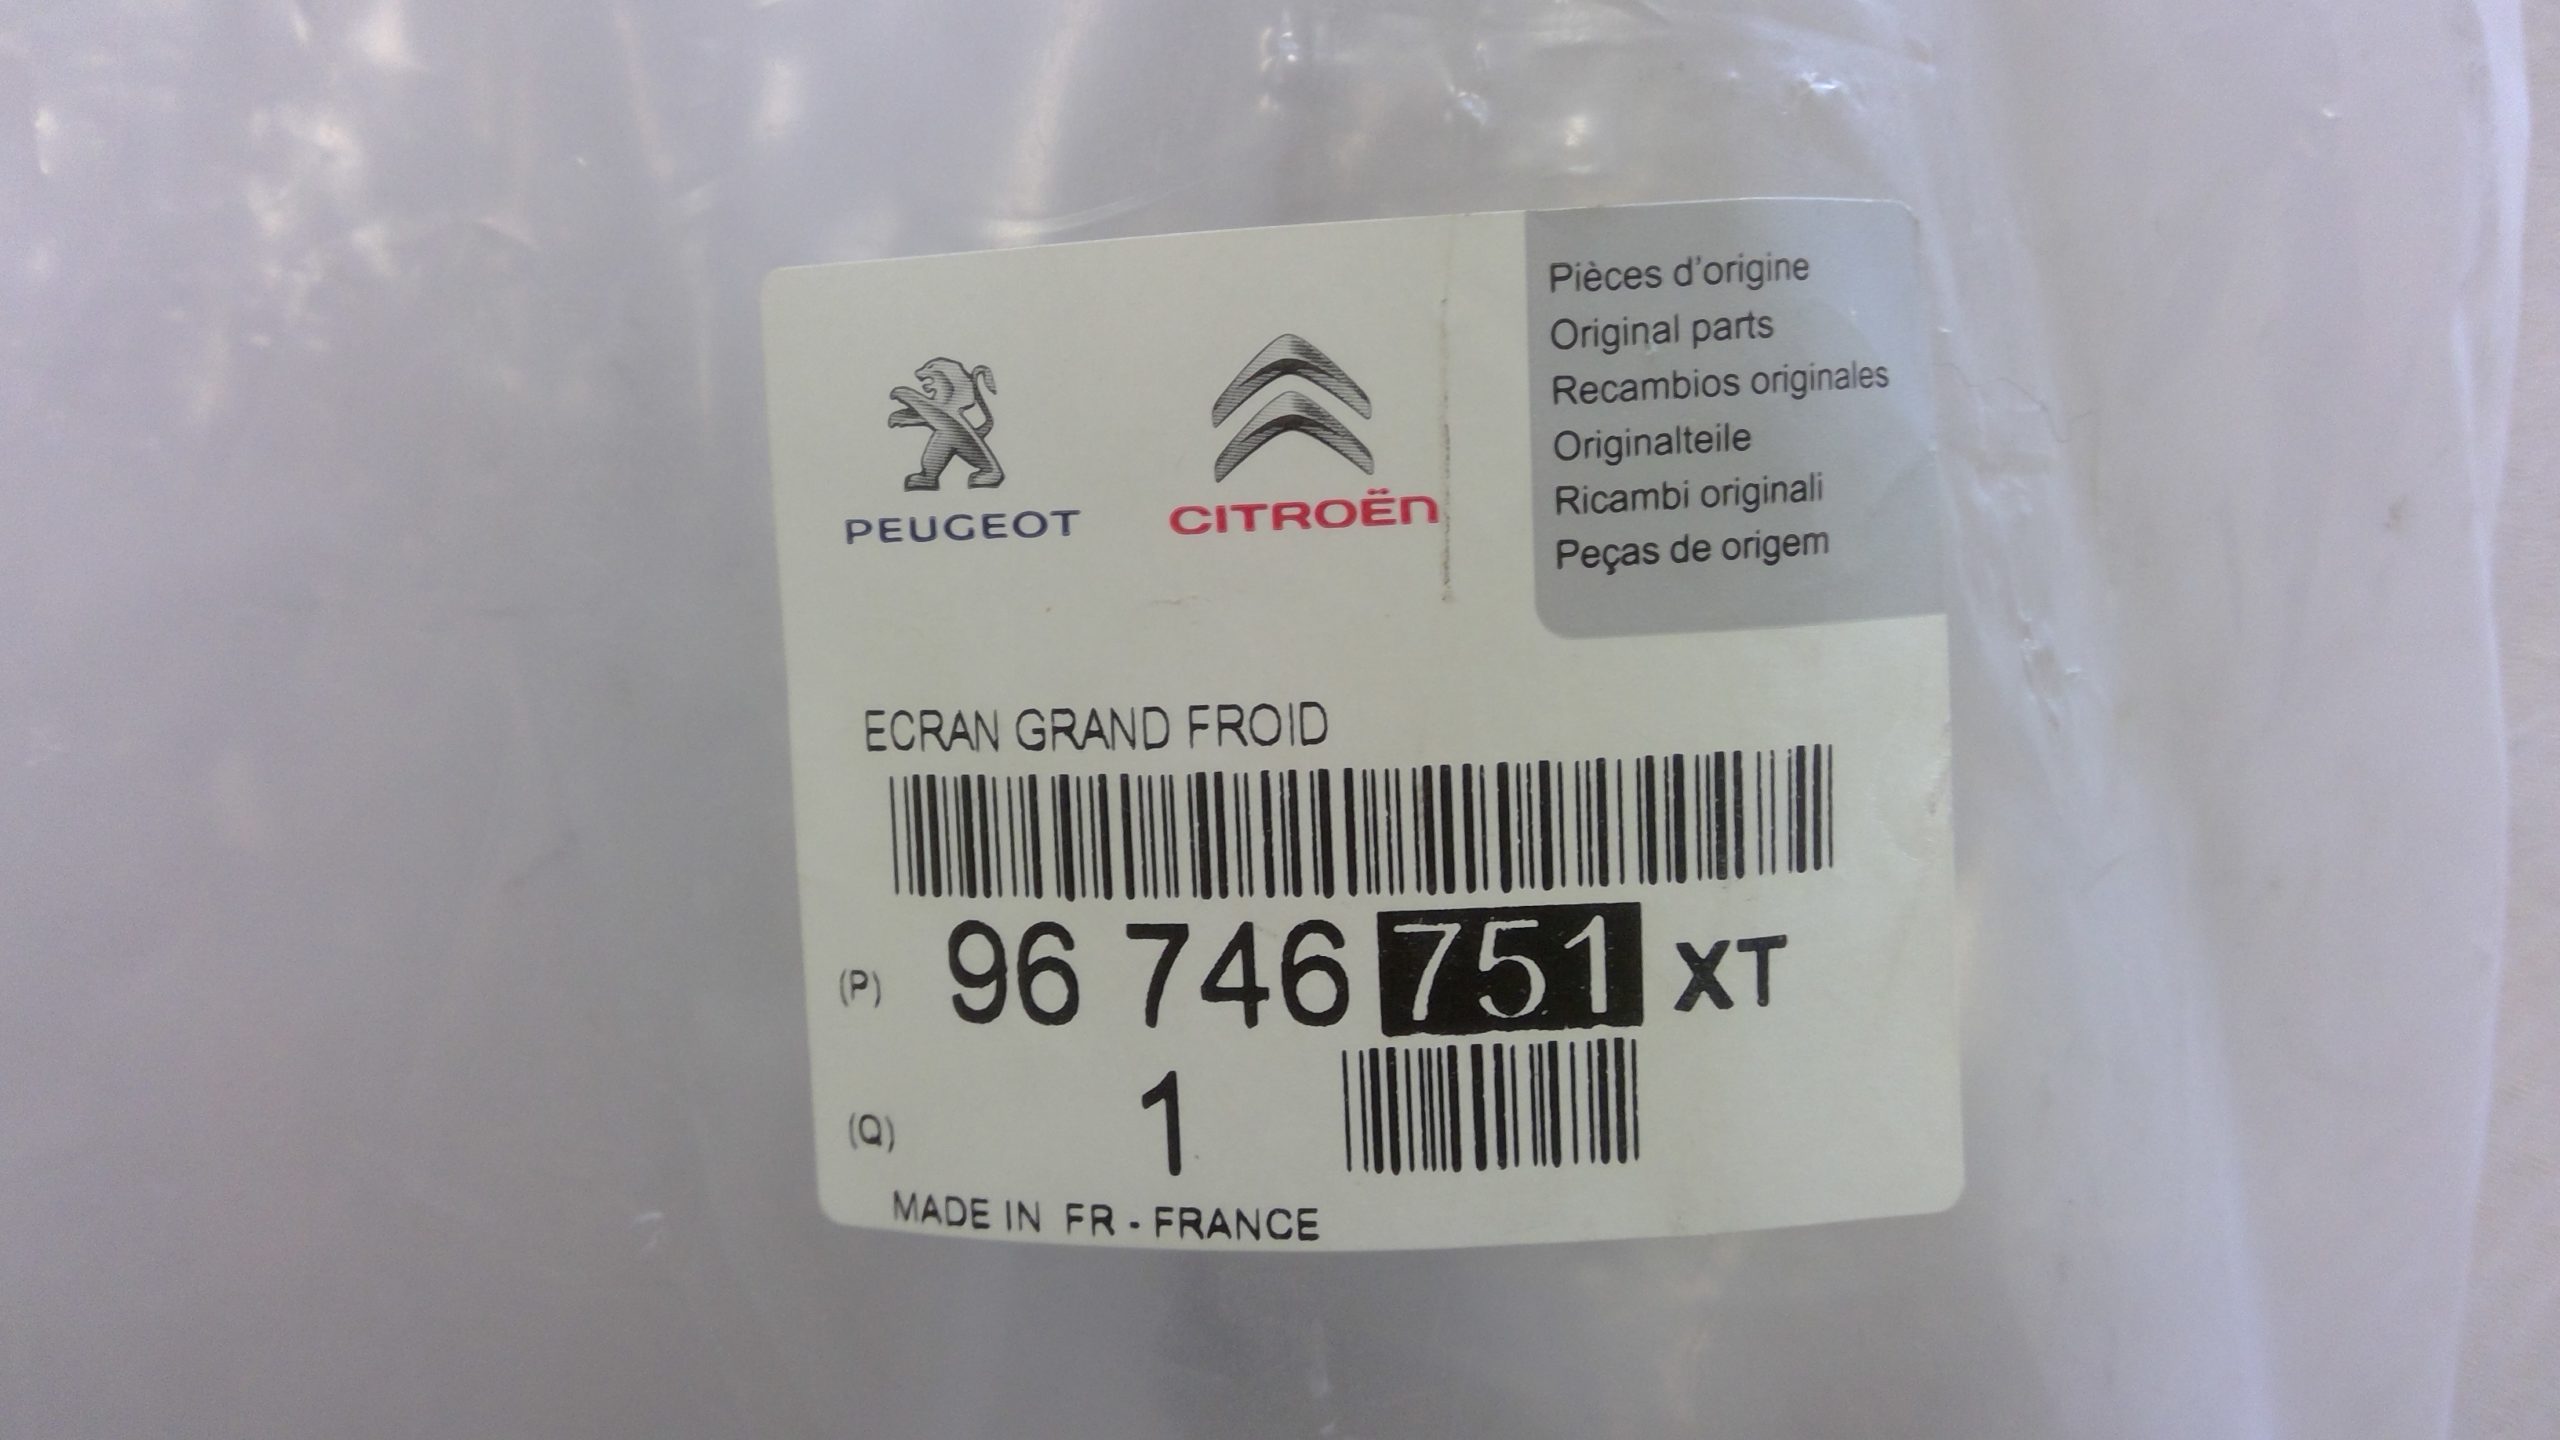 PEUGEOT
CITROËN
Pièces d'origine
Original parts
Recambios originales
Originalteile
Ricambi originali
Peças de origem
ECRAN GRAND FROID
(P) 96 746 751 XT
(Q) 1
MADE IN FR - FRANCE